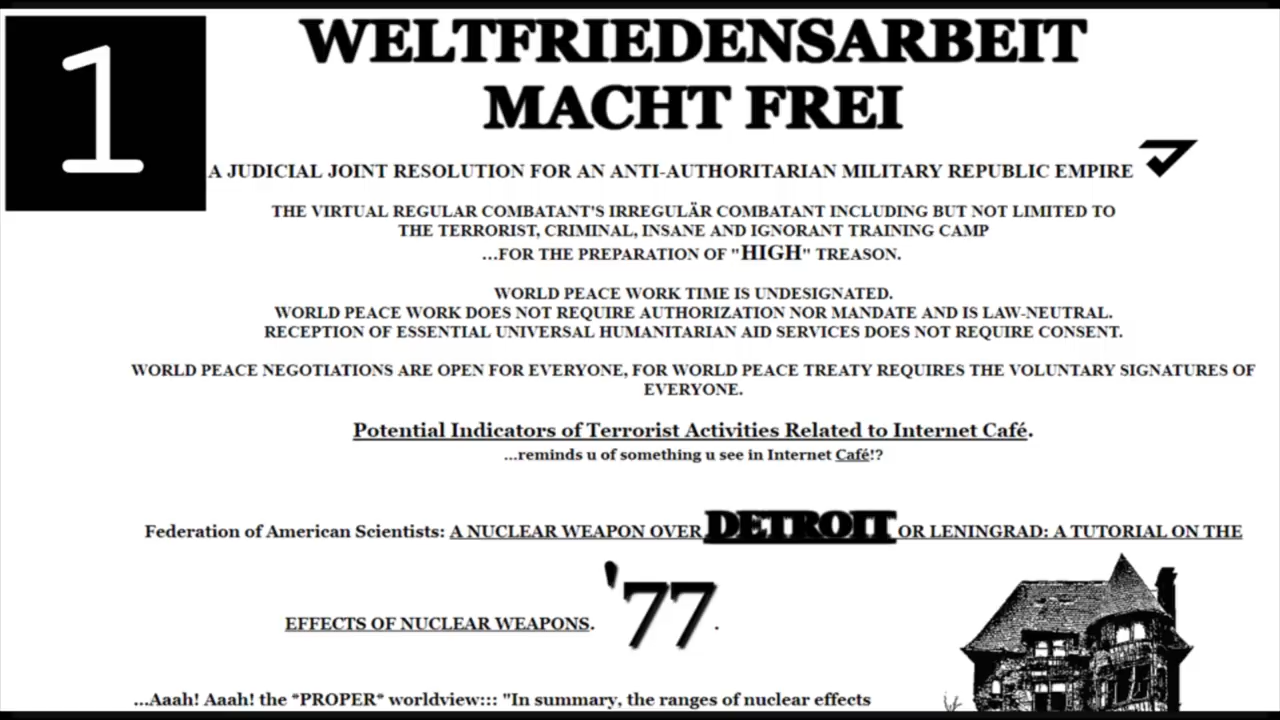 1
WELTFRIEDENSARBEIT
MACHT FREI
A JUDICIAL JOINT RESOLUTION FOR AN ANTI-AUTHORITARIAN MILITARY REPUBLIC EMPIRE
THE VIRTUAL REGULAR COMBATANT'S IRREGULÄR COMBATANT INCLUDING BUT NOT LIMITED TO
THE TERRORIST, CRIMINAL, INSANE AND IGNORANT TRAINING CAMP
...FOR THE PREPARATION OF "HIGH" TREASON.
WORLD PEACE WORK TIME IS UNDESIGNATED.
WORLD PEACE WORK DOES NOT REQUIRE AUTHORIZATION NOR MANDATE AND IS LAW-NEUTRAL.
RECEPTION OF ESSENTIAL UNIVERSAL HUMANITARIAN AID SERVICES DOES NOT REQUIRE CONSENT.
WORLD PEACE NEGOTIATIONS ARE OPEN FOR EVERYONE, FOR WORLD PEACE TREATY REQUIRES THE VOLUNTARY SIGNATURES OF
EVERYONE.
Potential Indicators of Terrorist Activities Related to Internet Café.
...reminds u of something u see in Internet Café!?
Federation of American Scientists: A NUCLEAR WEAPON OVER DETROIT OR LENINGRAD: A TUTORIAL ON THE
EFFECTS OF NUCLEAR WEAPONS. '77.
...Aaah! Aaah! the *PROPER* worldview::: "In summary, the ranges of nuclear effects